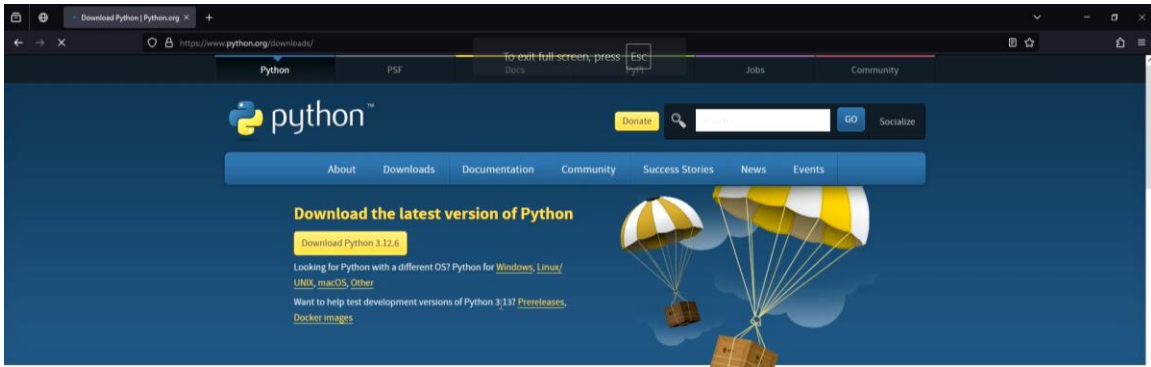 Download Python | Python.org
https://www.python.org/downloads/
To exit full screen, press Esc
Python PSF Docs PyPI Jobs Community
python™
Donate GO Socialize
About Downloads Documentation Community Success Stories News Events
Download the latest version of Python
Download Python 3.12.6
Looking for Python with a different OS? Python for Windows, Linux/
UNIX, macOS, Other
Want to help test development versions of Python 3.13? Prereleases,
Docker images